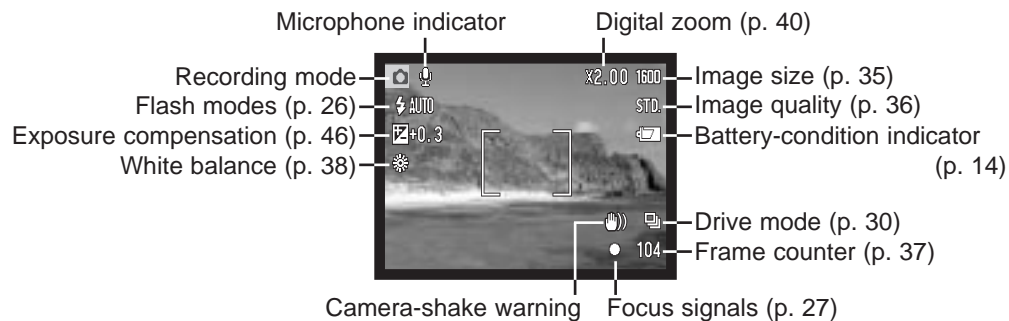 Microphone indicator
Digital zoom (p. 40)
Recording mode
X2.00 1600
Image size (p. 35)
Flash modes (p. 26)
AUTO
STD.
Image quality (p. 36)
Exposure compensation (p. 46)
+0.3
Battery-condition indicator
(p. 14)
White balance (p. 38)
Drive mode (p. 30)
104
Frame counter (p. 37)
Camera-shake warning
Focus signals (p. 27)